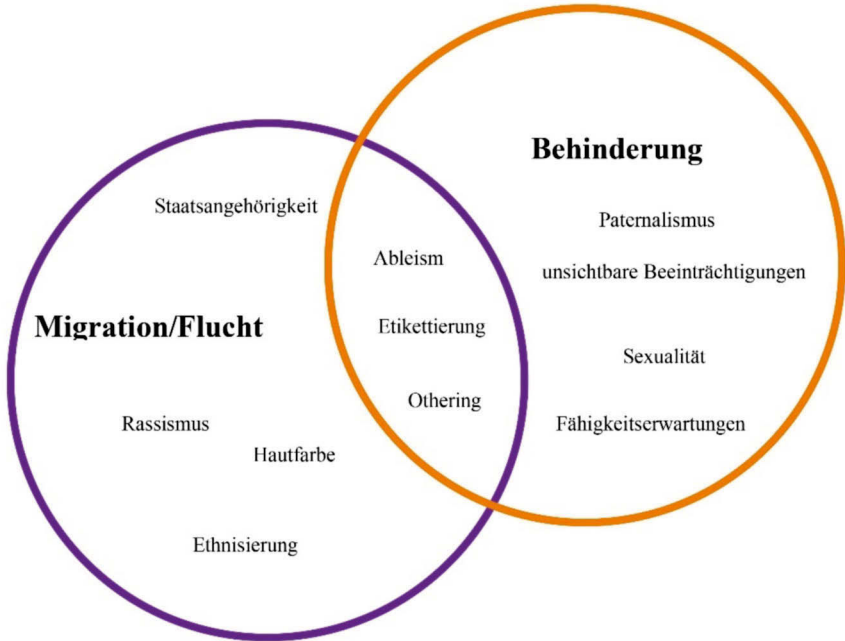 Behinderung
Staatsangehörigkeit
Paternalismus
Ableism
unsichtbare Beeinträchtigungen
Migration/Flucht
Etikettierung
Sexualität
Othering
Rassismus
Fähigkeitserwartungen
Hautfarbe
Ethnisierung